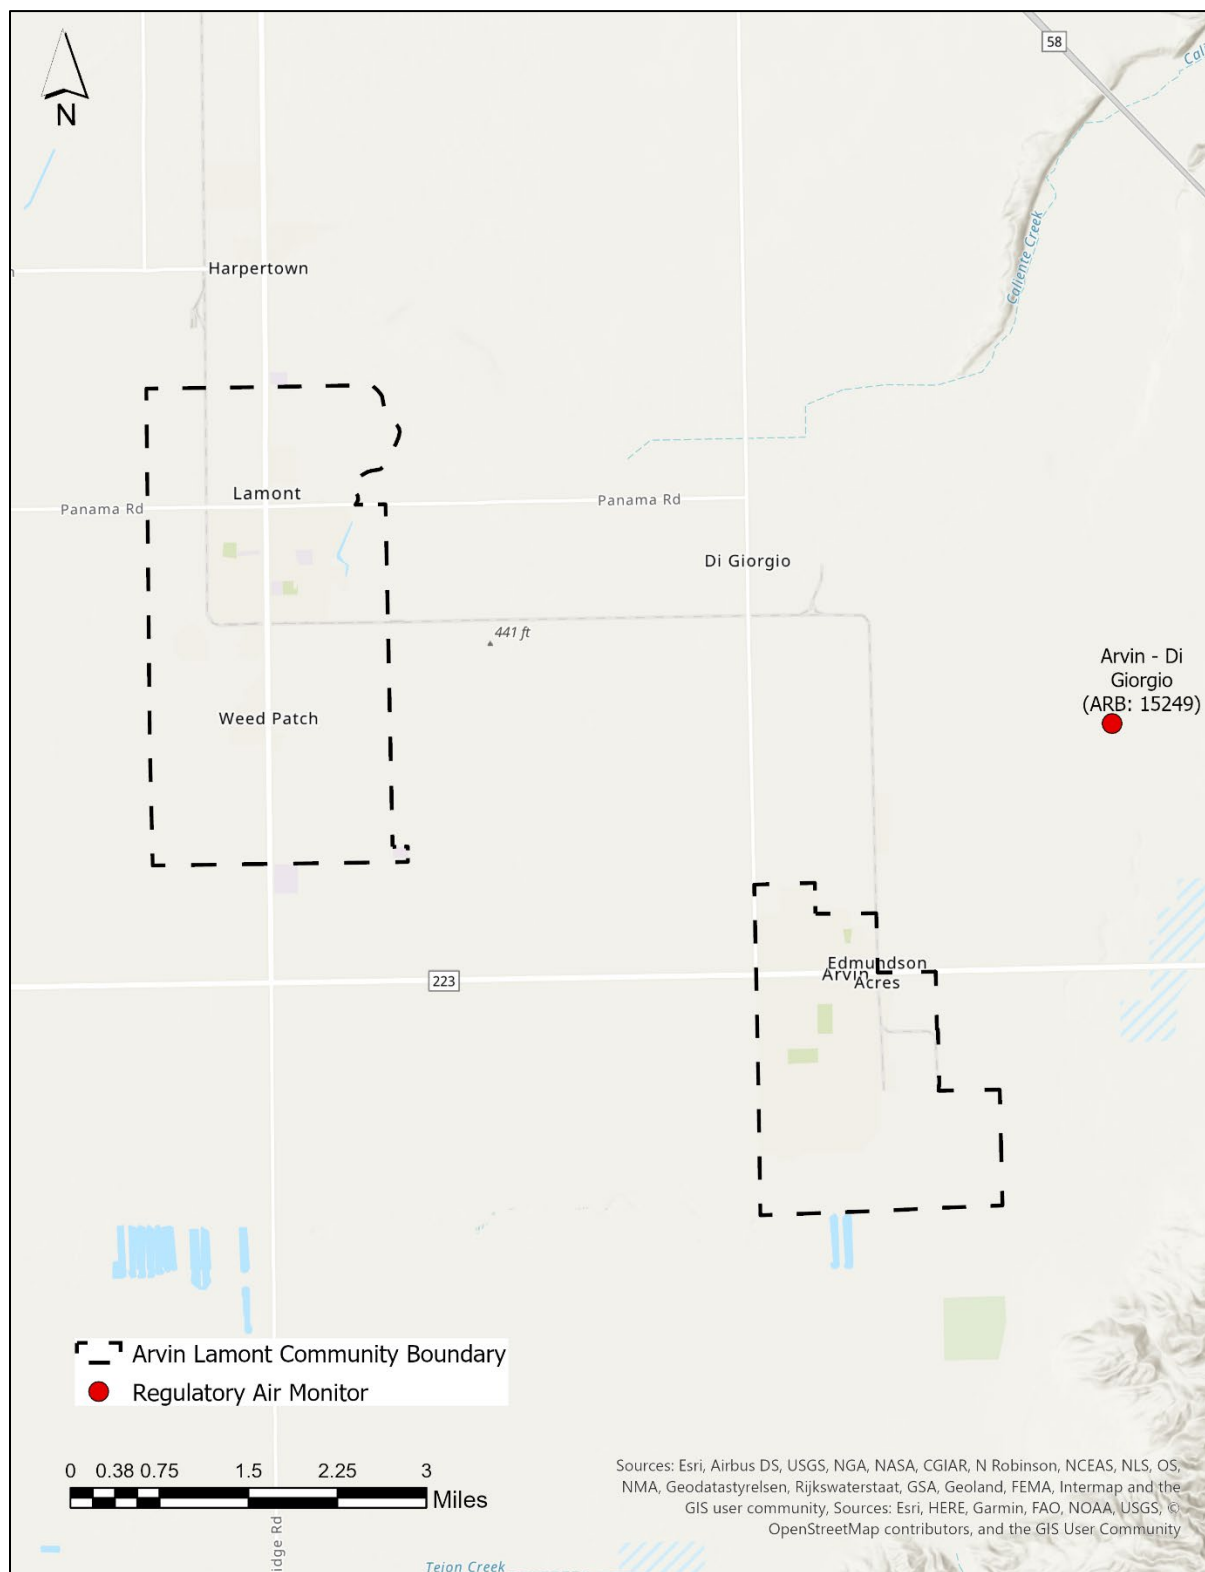 58
N
Cali
Caliente Creek
Harpertown
Lamont
Panama Rd
Panama Rd
Di Giorgio
441 ft
Arvin - Di
Giorgio
(ARB: 15249)
Weed Patch
Edmundson
Arvin
Acres
223
Arvin Lamont Community Boundary
Regulatory Air Monitor
0 0.38 0.75 1.5 2.25 3
Miles
Sources: Esri, Airbus DS, USGS, NGA, NASA, CGIAR, N Robinson, NCEAS, NLS, OS,
NMA, Geodatastyrelsen, Rijkswaterstaat, GSA, Geoland, FEMA, Intermap and the
GIS user community, Sources: Esri, HERE, Garmin, FAO, NOAA, USGS, ©
OpenStreetMap contributors, and the GIS User Community
idge Rd
Tejon Creek